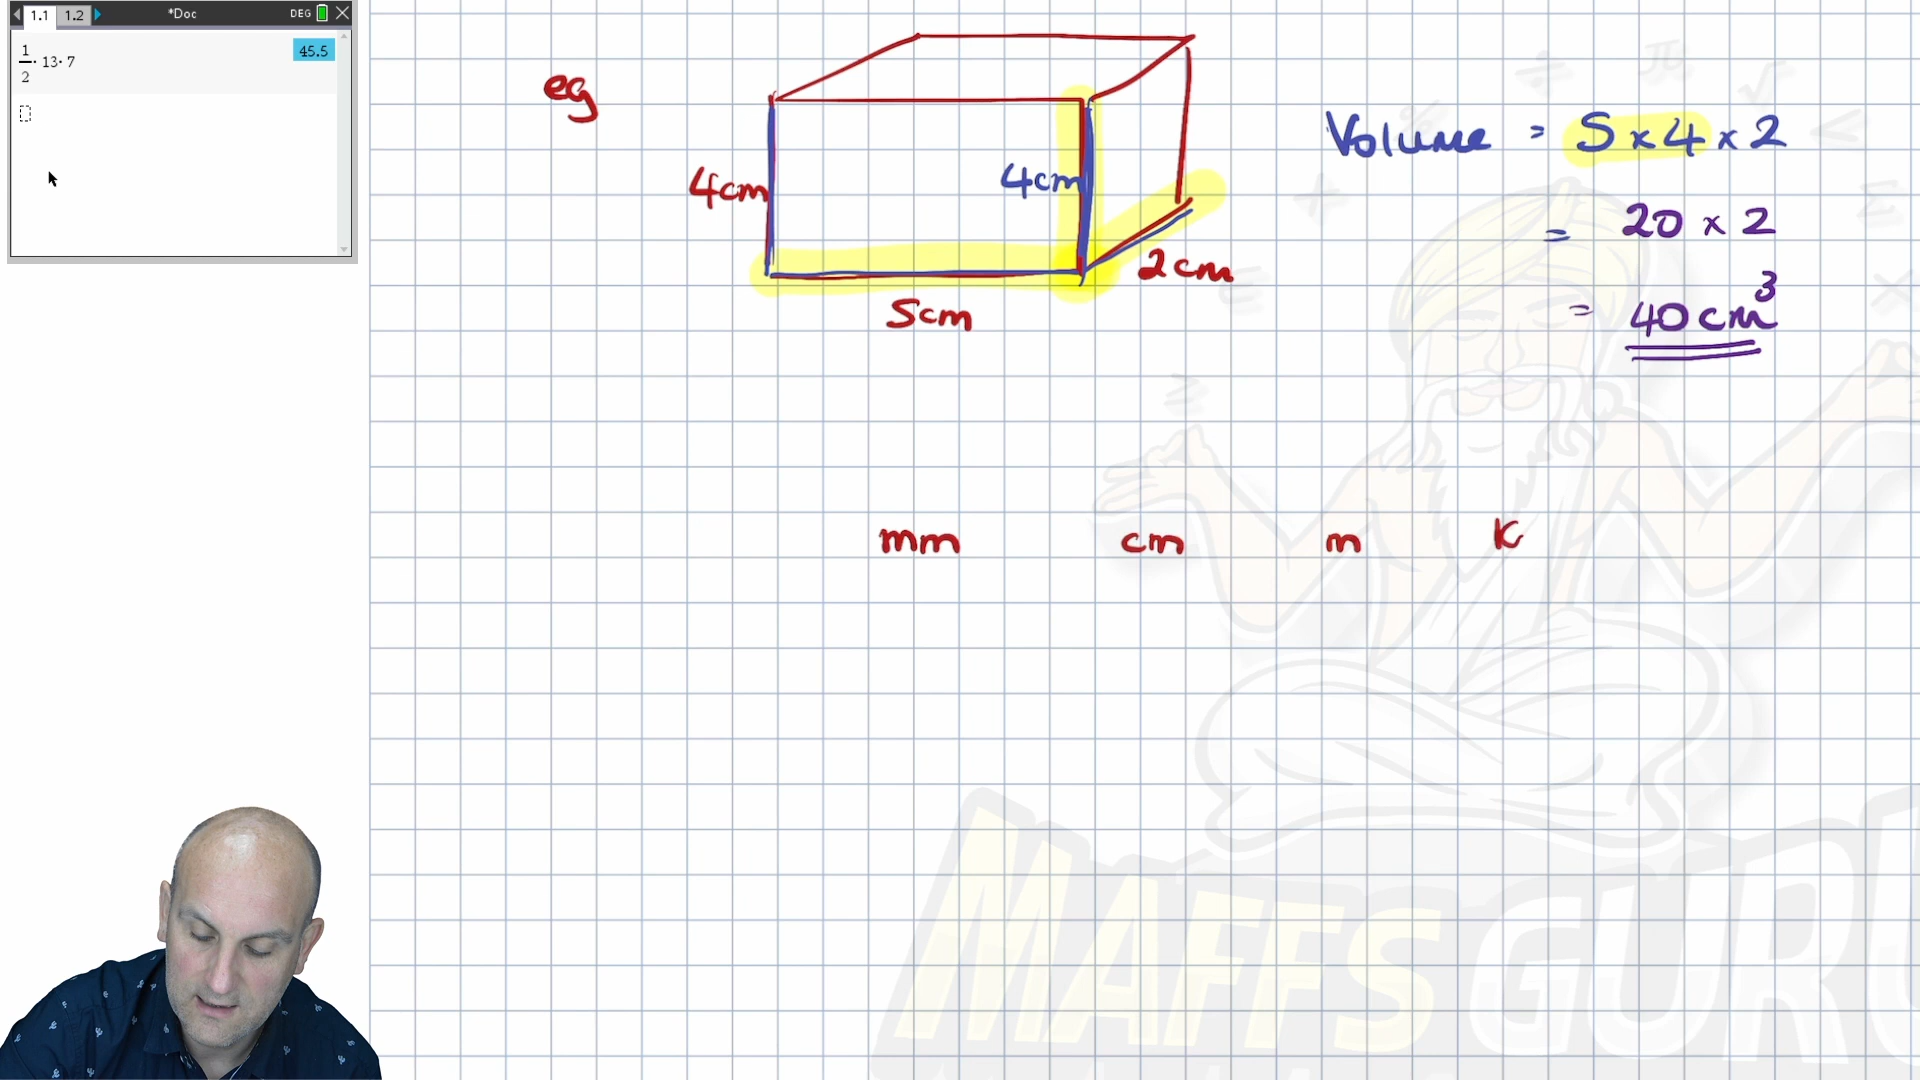 1.1 1.2 *Doc DEG
1/2 · 13 · 7 45.5
eg
4cm 4cm
2cm
5cm
Volume = 5 x 4 x 2
= 20 x 2
= 40 cm³
mm cm m k
MAFFS GURU